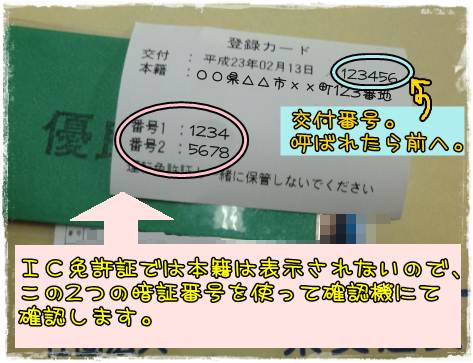 登録カード
交付 : 平成23年02月13日
123456
本籍 : 〇〇県△△市××町123番地
交付番号。
呼ばれたら前へ。
優
番号1 : 1234
番号2 : 5678
一緒に保管しないでください
IC免許証では本籍は表示されないので、
この2つの暗証番号を使って確認機にて
確認します。